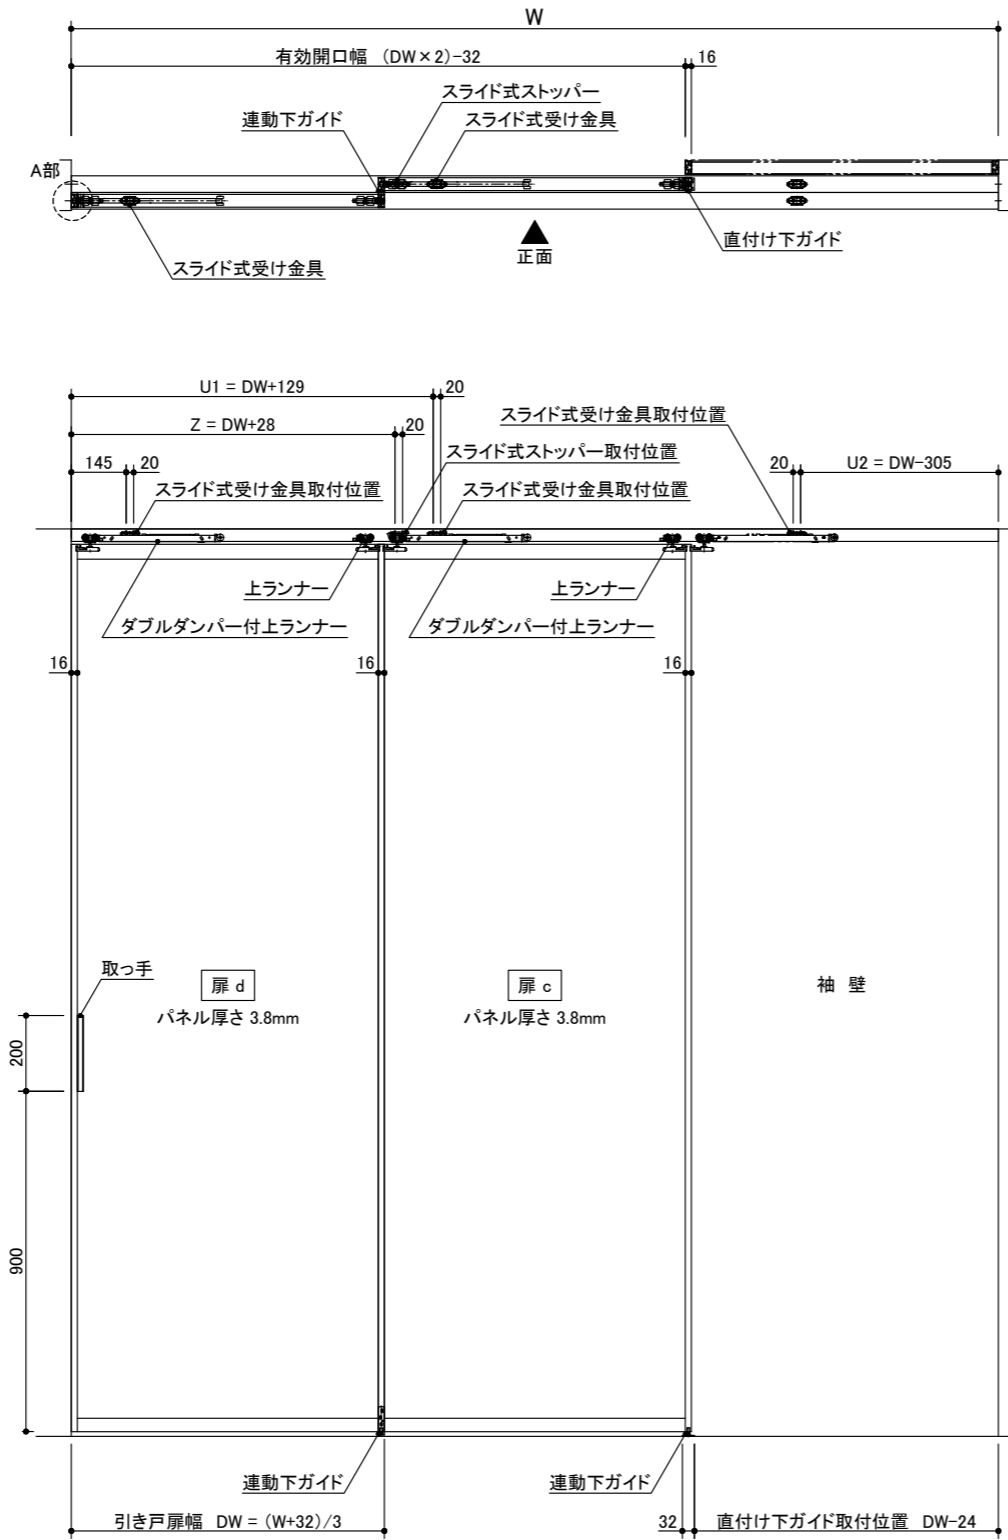 W
有効開口幅 (DW×2)-32
16
スライド式ストッパー
連動下ガイド
スライド式受け金具
A部
直付け下ガイド
正面
スライド式受け金具
U1 = DW+129
20
スライド式受け金具取付位置
Z = DW+28
20
スライド式ストッパー取付位置
145
20
20
U2 = DW-305
スライド式受け金具取付位置
スライド式受け金具取付位置
上ランナー
上ランナー
ダブルダンパー付上ランナー
ダブルダンパー付上ランナー
16
16
16
取っ手
扉 d
扉 c
袖 壁
パネル厚さ 3.8mm
パネル厚さ 3.8mm
200
900
連動下ガイド
連動下ガイド
引き戸扉幅 DW = (W+32)/3
32
直付け下ガイド取付位置 DW-24